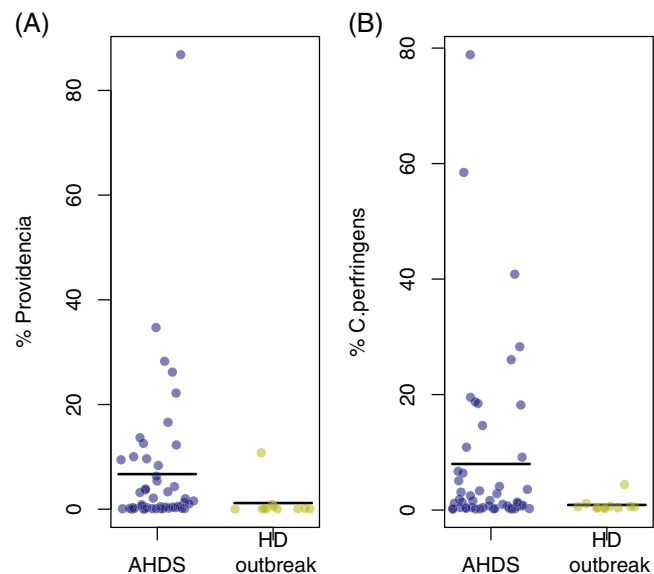 (A)
% Providencia
80
60
40
20
0
AHDS
HD
outbreak
(B)
% C.perfringens
80
60
40
20
0
AHDS
HD
outbreak